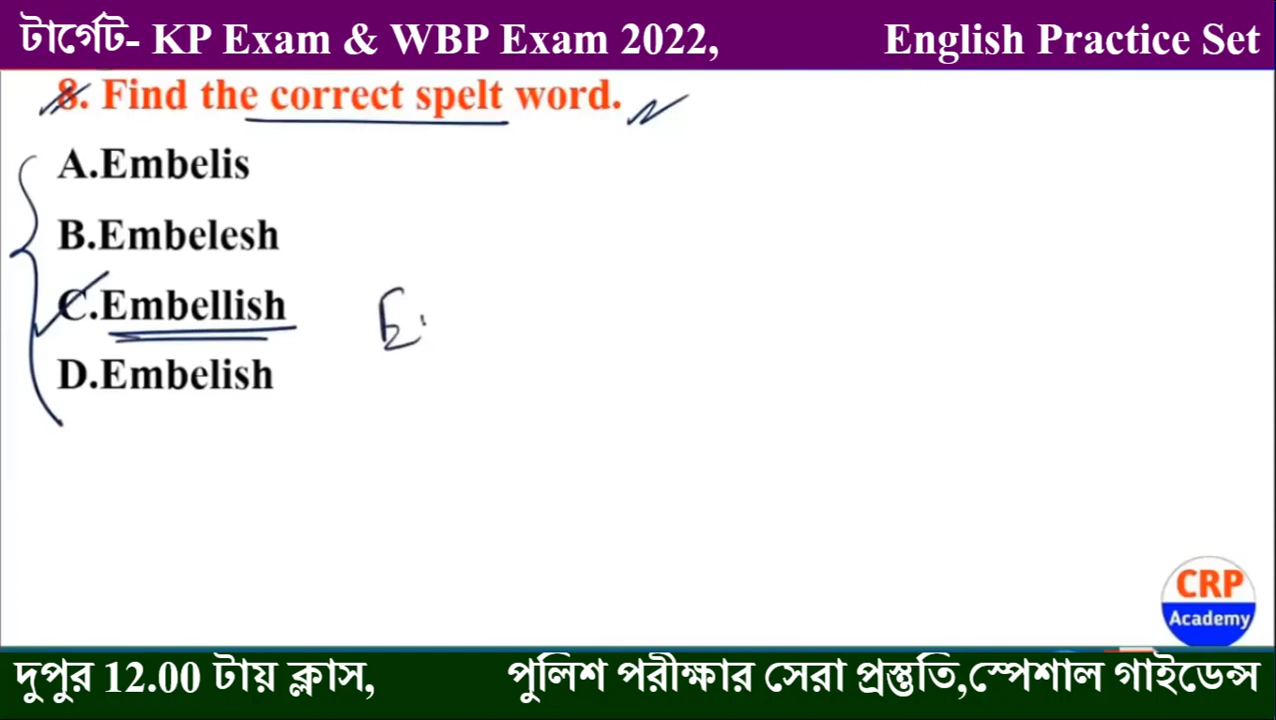 টার্গেট- KP Exam & WBP Exam 2022, English Practice Set
8. Find the correct spelt word.
A.Embelis
B.Embelesh
C.Embellish
E
D.Embelish
CRP
Academy
দুপুর 12.00 টায় ক্লাস, পুলিশ পরীক্ষার সেরা প্রস্তুতি,স্পেশাল গাইডেন্স